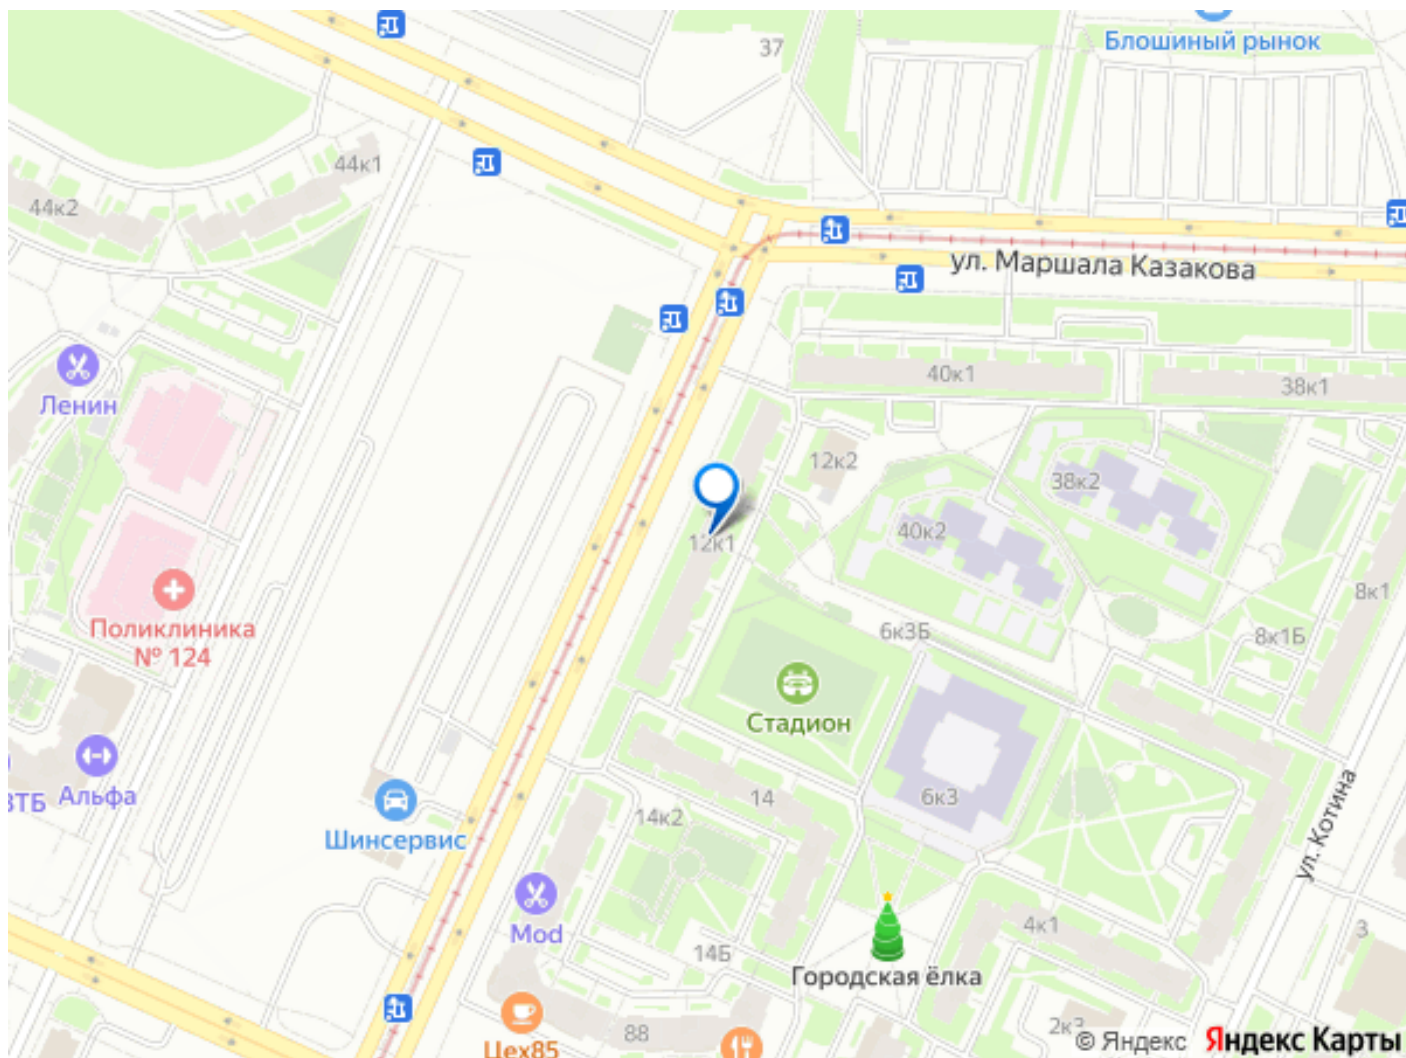 37
Блошиный рынок
44к1
44к2
ул. Маршала Казакова
40к1
38к1
Ленин
12к2
38к2
40к2
12к1
8к1
Поликлиника
№ 124
6к3Б
8к1Б
Стадион
ВТБ
Альфа
14
6к3
14к2
Шинсервис
ул. Котина
Mod
4к1
3
14Б
Городская ёлка
88
2к3
Цех85
© Яндекс
Яндекс Карты